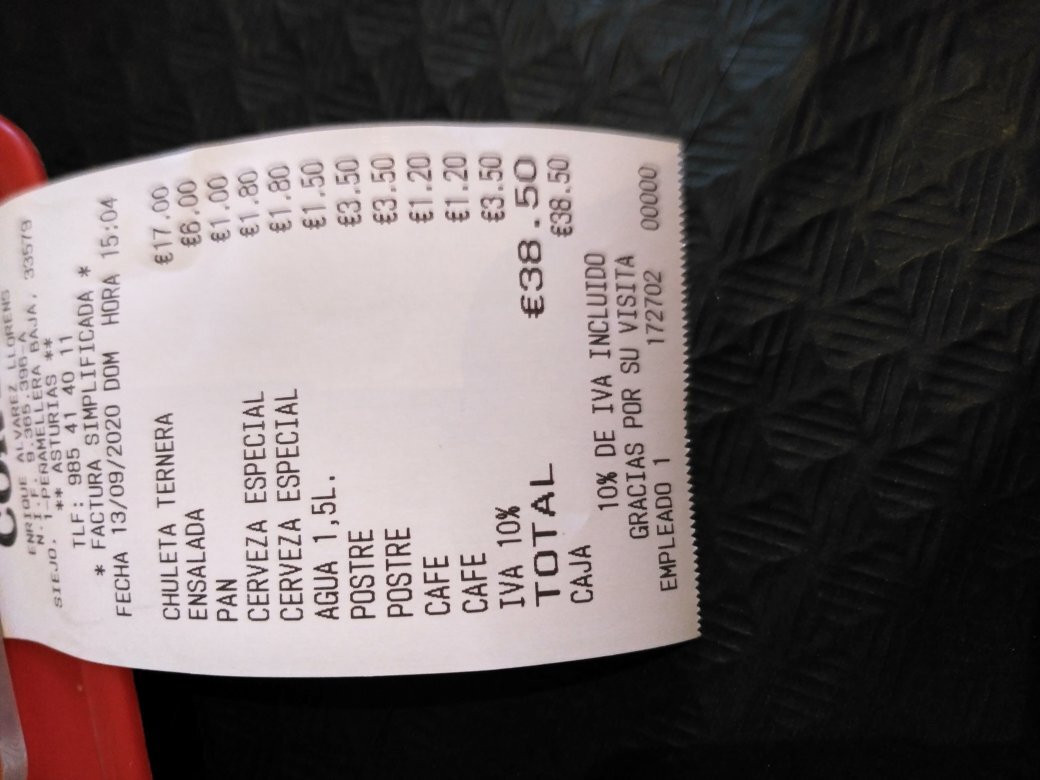 ENRIQUE ALVAREZ LLORENS
N.I.F. 9.365.396-A
SIEJO, 1-PEÑAMELLERA BAJA, 33579
** ASTURIAS **
TLF: 985 41 40 11
* FACTURA SIMPLIFICADA *
FECHA 13/09/2020 DOM HORA 15:04
CHULETA TERNERA €17.00
ENSALADA €6.00
PAN €1.00
CERVEZA ESPECIAL €1.80
CERVEZA ESPECIAL €1.80
AGUA 1,5L. €1.50
POSTRE €3.50
POSTRE €3.50
CAFE €1.20
CAFE €1.20
IVA 10% €3.50
TOTAL €38.50
CAJA €38.50
10% DE IVA INCLUIDO
GRACIAS POR SU VISITA
EMPLEADO 1 172702 00000